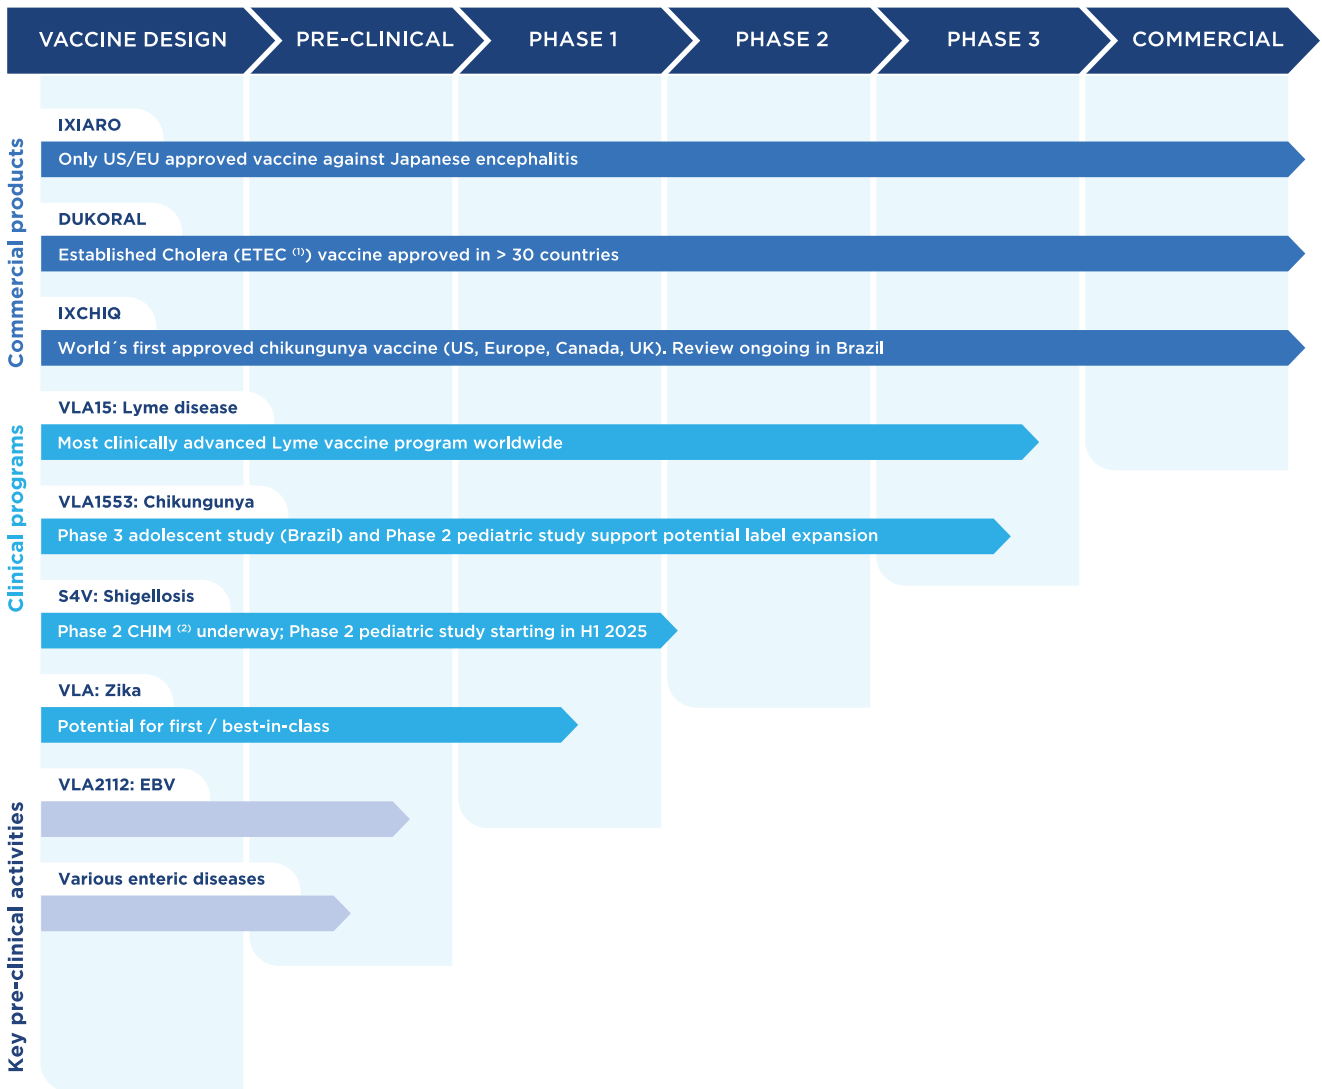 VACCINE DESIGN
PRE-CLINICAL
PHASE 1
PHASE 2
PHASE 3
COMMERCIAL
Commercial products
IXIARO
Only US/EU approved vaccine against Japanese encephalitis
DUKORAL
Established Cholera (ETEC (1)) vaccine approved in > 30 countries
IXCHIQ
World´s first approved chikungunya vaccine (US, Europe, Canada, UK). Review ongoing in Brazil
Clinical programs
VLA15: Lyme disease
Most clinically advanced Lyme vaccine program worldwide
VLA1553: Chikungunya
Phase 3 adolescent study (Brazil) and Phase 2 pediatric study support potential label expansion
S4V: Shigellosis
Phase 2 CHIM (2) underway; Phase 2 pediatric study starting in H1 2025
VLA: Zika
Potential for first / best-in-class
Key pre-clinical activities
VLA2112: EBV
Various enteric diseases